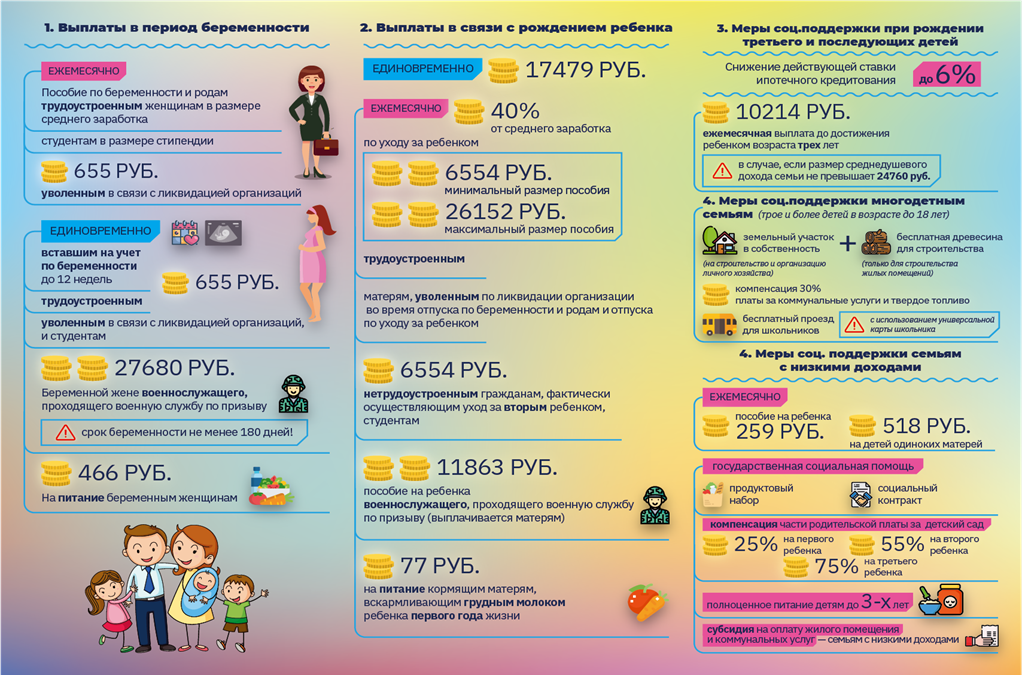 1. Выплаты в период беременности
ЕЖЕМЕСЯЧНО
Пособие по беременности и родам
трудоустроенным женщинам в размере
среднего заработка
студентам в размере стипендии
655 РУБ.
уволенным в связи с ликвидацией организаций
ЕДИНОВРЕМЕННО
вставшим на учет
по беременности
до 12 недель
655 РУБ.
трудоустроенным
уволенным в связи с ликвидацией организаций,
и студентам
27680 РУБ.
Беременной жене военнослужащего,
проходящего военную службу по призыву
срок беременности не менее 180 дней!
466 РУБ.
На питание беременным женщинам
2. Выплаты в связи с рождением ребенка
ЕДИНОВРЕМЕННО
17479 РУБ.
ЕЖЕМЕСЯЧНО
40%
от среднего заработка
по уходу за ребенком
6554 РУБ.
минимальный размер пособия
26152 РУБ.
максимальный размер пособия
трудоустроенным
матерям, уволенным по ликвидации организации
во время отпуска по беременности и родам и отпуска
по уходу за ребенком
6554 РУБ.
нетрудоустроенным гражданам, фактически
осуществляющим уход за вторым ребенком,
студентам
11863 РУБ.
пособие на ребенка
военнослужащего, проходящего военную службу
по призыву (выплачивается матерям)
77 РУБ.
на питание кормящим матерям,
вскармливающим грудным молоком
ребенка первого года жизни
3. Меры соц.поддержки при рождении
третьего и последующих детей
Снижение действующей ставки
ипотечного кредитования
до 6%
10214 РУБ.
ежемесячная выплата до достижения
ребенком возраста трех лет
в случае, если размер среднедушевого
дохода семьи не превышает 24760 руб.
4. Меры соц.поддержки многодетным
семьям (трое и более детей в возрасте до 18 лет)
земельный участок
в собственность
(на строительство и организацию
личного хозяйства)
+
бесплатная древесина
для строительства
(только для строительства
жилых помещений)
компенсация 30%
платы за коммунальные услуги и твердое топливо
бесплатный проезд
для школьников
с использованием универсальной
карты школьника
4. Меры соц. поддержки семьям
с низкими доходами
ЕЖЕМЕСЯЧНО
пособие на ребенка
259 РУБ.
518 РУБ.
на детей одиноких матерей
государственная социальная помощь
продуктовый
набор
социальный
контракт
компенсация части родительской платы за детский сад
25% на первого
ребенка
55% на второго
ребенка
75% на третьего
ребенка
полноценное питание детям до 3-х лет
субсидия на оплату жилого помещения
и коммунальных услуг — семьям с низкими доходами